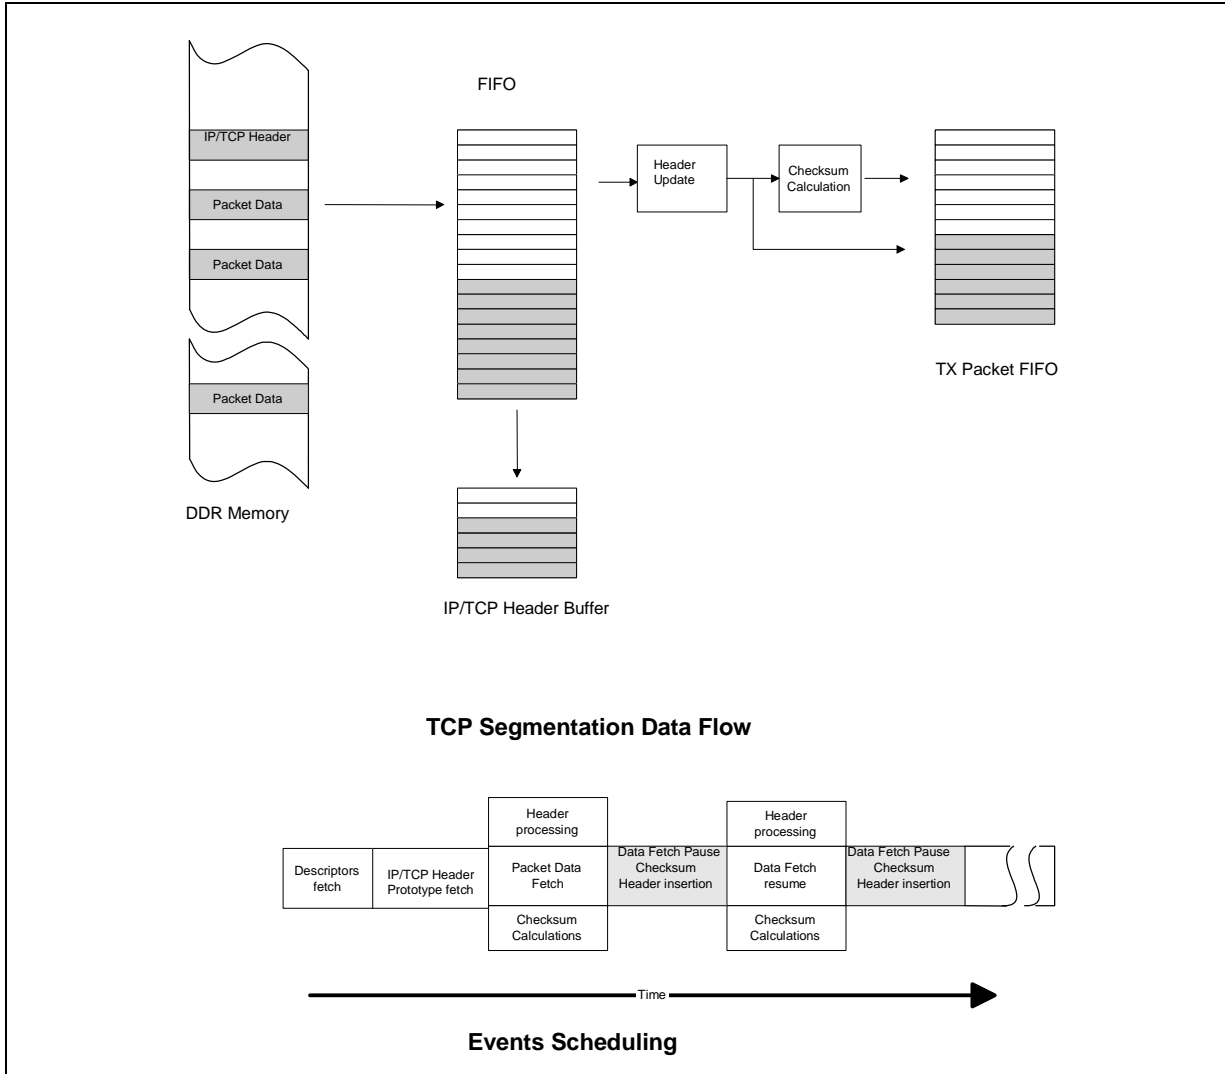 FIFO
IP/TCP Header
Packet Data
Packet Data
Packet Data
DDR Memory
Header
Update
Checksum
Calculation
TX Packet FIFO
IP/TCP Header Buffer
TCP Segmentation Data Flow
Descriptors
fetch
IP/TCP Header
Prototype fetch
Header
processing
Packet Data
Fetch
Checksum
Calculations
Data Fetch Pause
Checksum
Header insertion
Header
processing
Data Fetch
resume
Checksum
Calculations
Data Fetch Pause
Checksum
Header insertion
Time
Events Scheduling